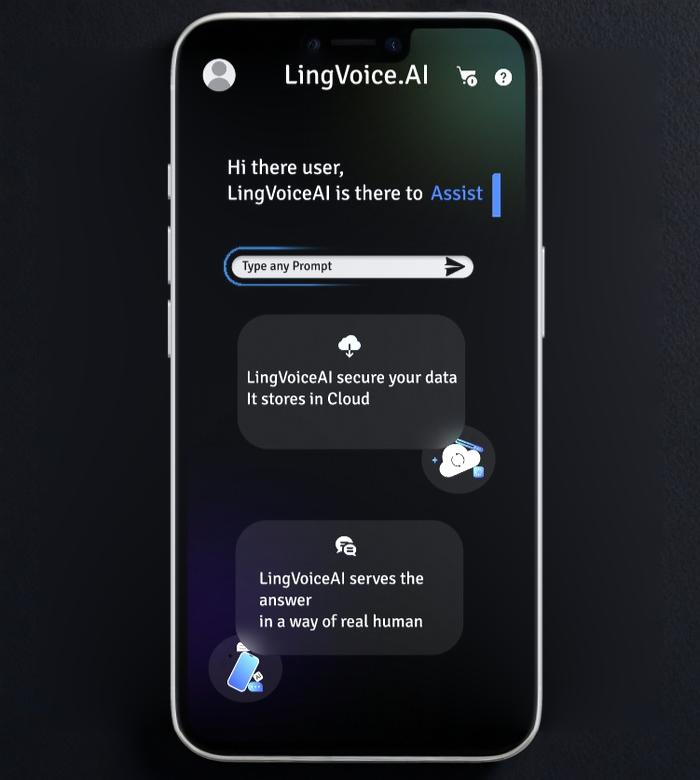 LingVoice.AI
Hi there user,
LingVoiceAI is there to Assist
Type any Prompt
LingVoiceAI secure your data
It stores in Cloud
LingVoiceAI serves the
answer
in a way of real human